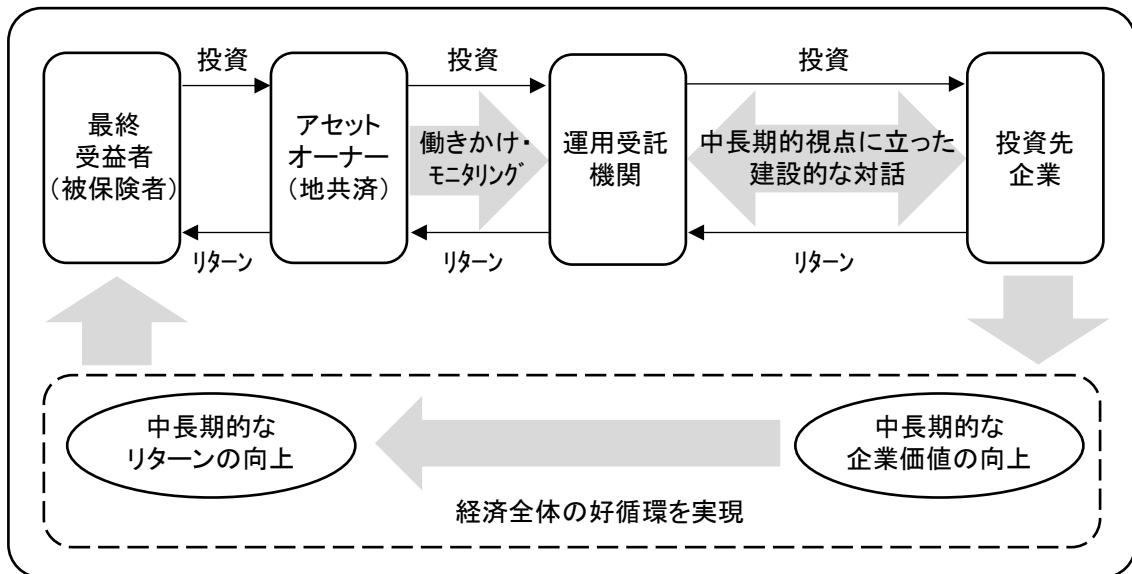 投資
投資
投資
最終
受益者
（被保険者）
アセット
オーナー
（地共済）
働きかけ・
モニタリング
運用受託
機関
中長期的視点に立った
建設的な対話
投資先
企業
リターン
リターン
リターン
中長期的な
リターンの向上
中長期的な
企業価値の向上
経済全体の好循環を実現